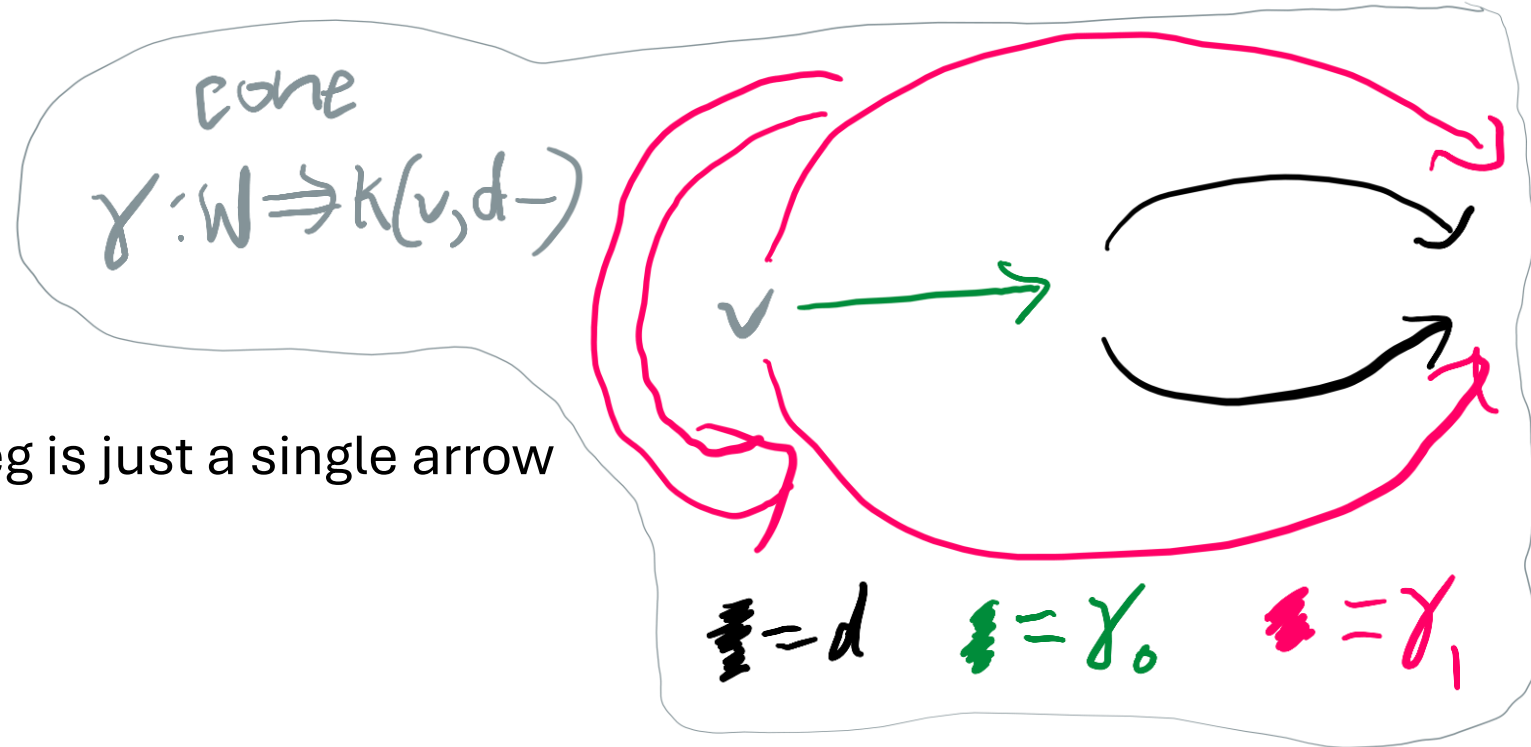 cone
γ : W ⇒ k(v, d-)
v
eg is just a single arrow
= d
= γ₀
= γ₁